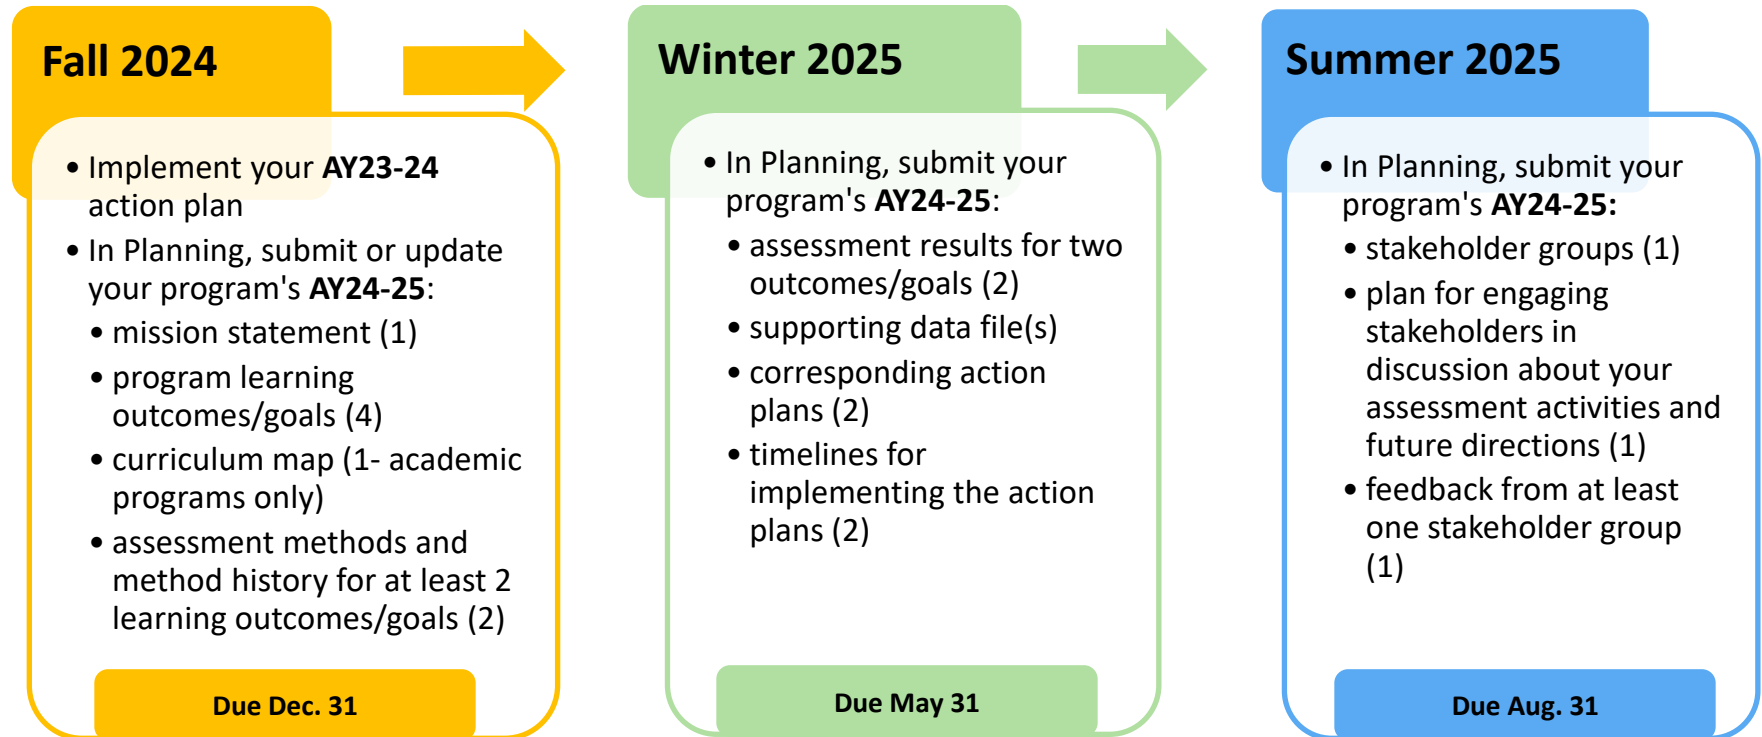 Fall 2024
• Implement your AY23-24
action plan
• In Planning, submit or update
your program's AY24-25:
• mission statement (1)
• program learning
outcomes/goals (4)
• curriculum map (1- academic
programs only)
• assessment methods and
method history for at least 2
learning outcomes/goals (2)
Due Dec. 31
Winter 2025
• In Planning, submit your
program's AY24-25:
• assessment results for two
outcomes/goals (2)
• supporting data file(s)
• corresponding action
plans (2)
• timelines for
implementing the action
plans (2)
Due May 31
Summer 2025
• In Planning, submit your
program's AY24-25:
• stakeholder groups (1)
• plan for engaging
stakeholders in
discussion about your
assessment activities and
future directions (1)
• feedback from at least
one stakeholder group
(1)
Due Aug. 31